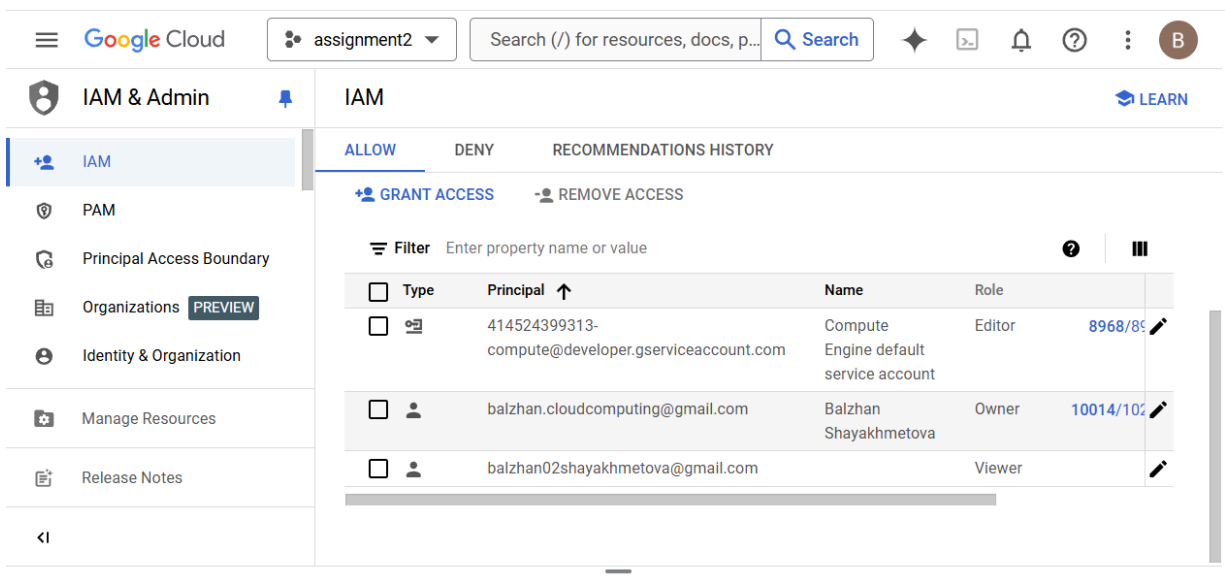 Google Cloud
assignment2
Search (/) for resources, docs, p...
Search
B
IAM & Admin
IAM
LEARN
IAM
PAM
Principal Access Boundary
Organizations PREVIEW
Identity & Organization
Manage Resources
Release Notes
ALLOW DENY RECOMMENDATIONS HISTORY
GRANT ACCESS REMOVE ACCESS
Filter Enter property name or value
Type Principal Name Role
414524399313-
compute@developer.gserviceaccount.com
Compute
Engine default
service account
Editor
8968/89
balzhan.cloudcomputing@gmail.com
Balzhan
Shayakhmetova
Owner
10014/102
balzhan02shayakhmetova@gmail.com
Viewer